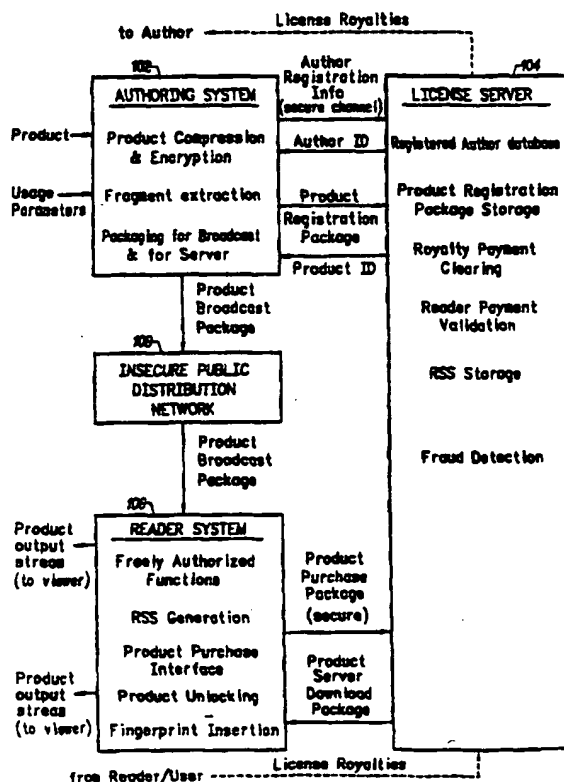 License Royalties
to Author
102
AUTHORING SYSTEM
Product
Product Compression
& Encryption
Usage
Parameters
Fragment extraction
Packaging for Broadcast
& for Server
Author
Registration
Info
(secure channel)
Author ID
Product
Registration
Package
Product ID
104
LICENSE SERVER
Registered Author database
Product Registration
Package Storage
Royalty Payment
Clearing
Reader Payment
Validation
RSS Storage
Fraud Detection
Product
Broadcast
Package
108
INSECURE PUBLIC
DISTRIBUTION
NETWORK
Product
Broadcast
Package
106
READER SYSTEM
Product
output
stream
(to viewer)
Freely Authorized
Functions
RSS Generation
Product Purchase
Interface
Product
output
stream
(to viewer)
Product Unlocking
Fingerprint Insertion
Product
Purchase
Package
(secure)
Product
Server
Download
Package
License Royalties
from Reader/User